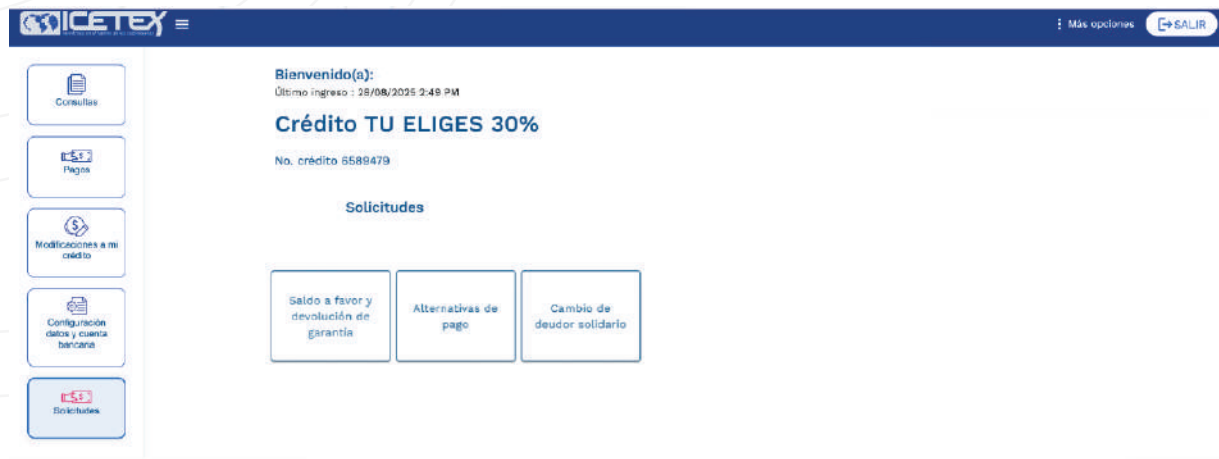 ICETEX
Más opciones
SALIR
Consultas
Pagos
Modificaciones a mi
crédito
Configuración
datos y cuenta
bancaria
Solicitudes
Bienvenido(a):
Último ingreso : 29/08/2025 2:49 PM
Crédito TU ELIGES 30%
No. crédito 6589479
Solicitudes
Saldo a favor y
devolución de
garantía
Alternativas de
pago
Cambio de
deudor solidario